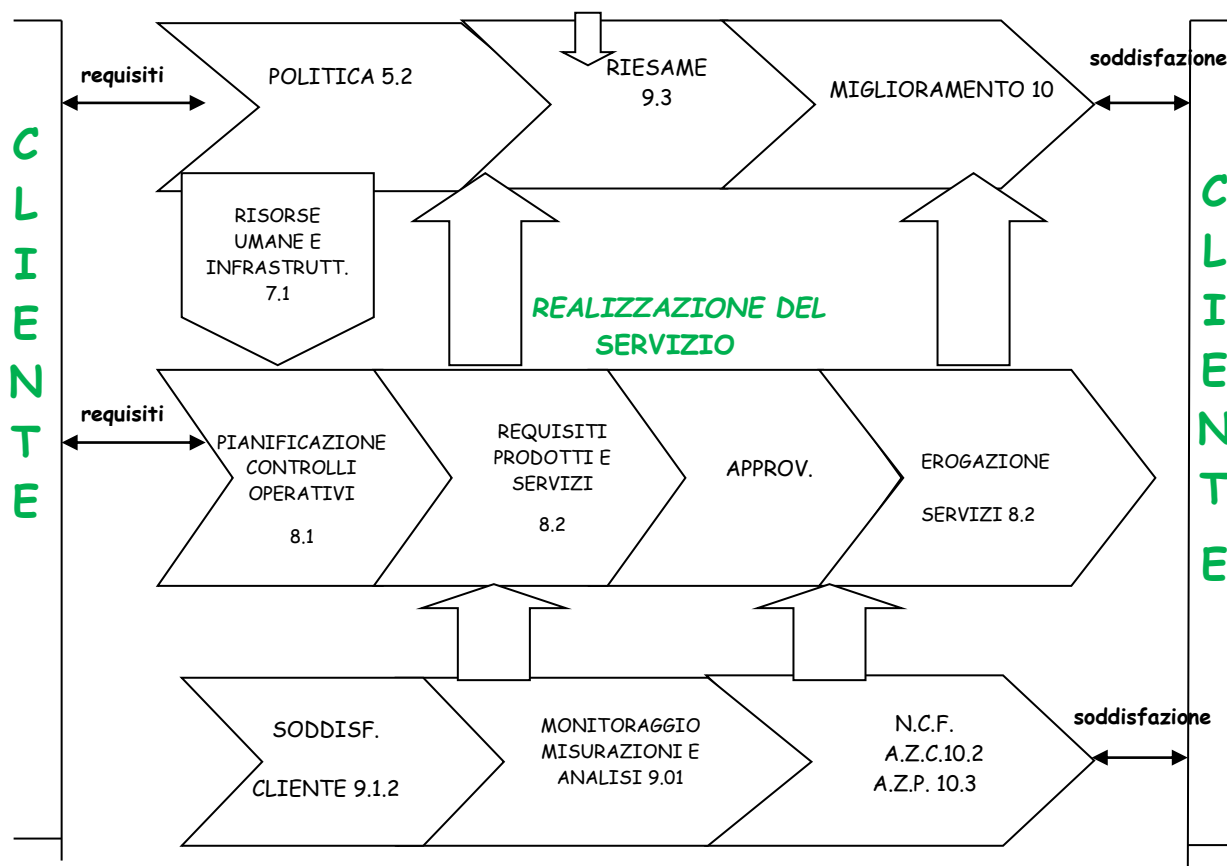 requisiti
POLITICA 5.2
RIESAME
9.3
MIGLIORAMENTO 10
soddisfazione
CLIENTE
CLIENTE
RISORSE
UMANE E
INFRASTRUTT.
7.1
REALIZZAZIONE DEL
SERVIZIO
requisiti
PIANIFICAZIONE
CONTROLLI
OPERATIVI
8.1
REQUISITI
PRODOTTI E
SERVIZI
8.2
APPROV.
EROGAZIONE
SERVIZI 8.2
SODDISF.
CLIENTE 9.1.2
MONITORAGGIO
MISURAZIONI E
ANALISI 9.01
N.C.F.
A.Z.C.10.2
A.Z.P. 10.3
soddisfazione